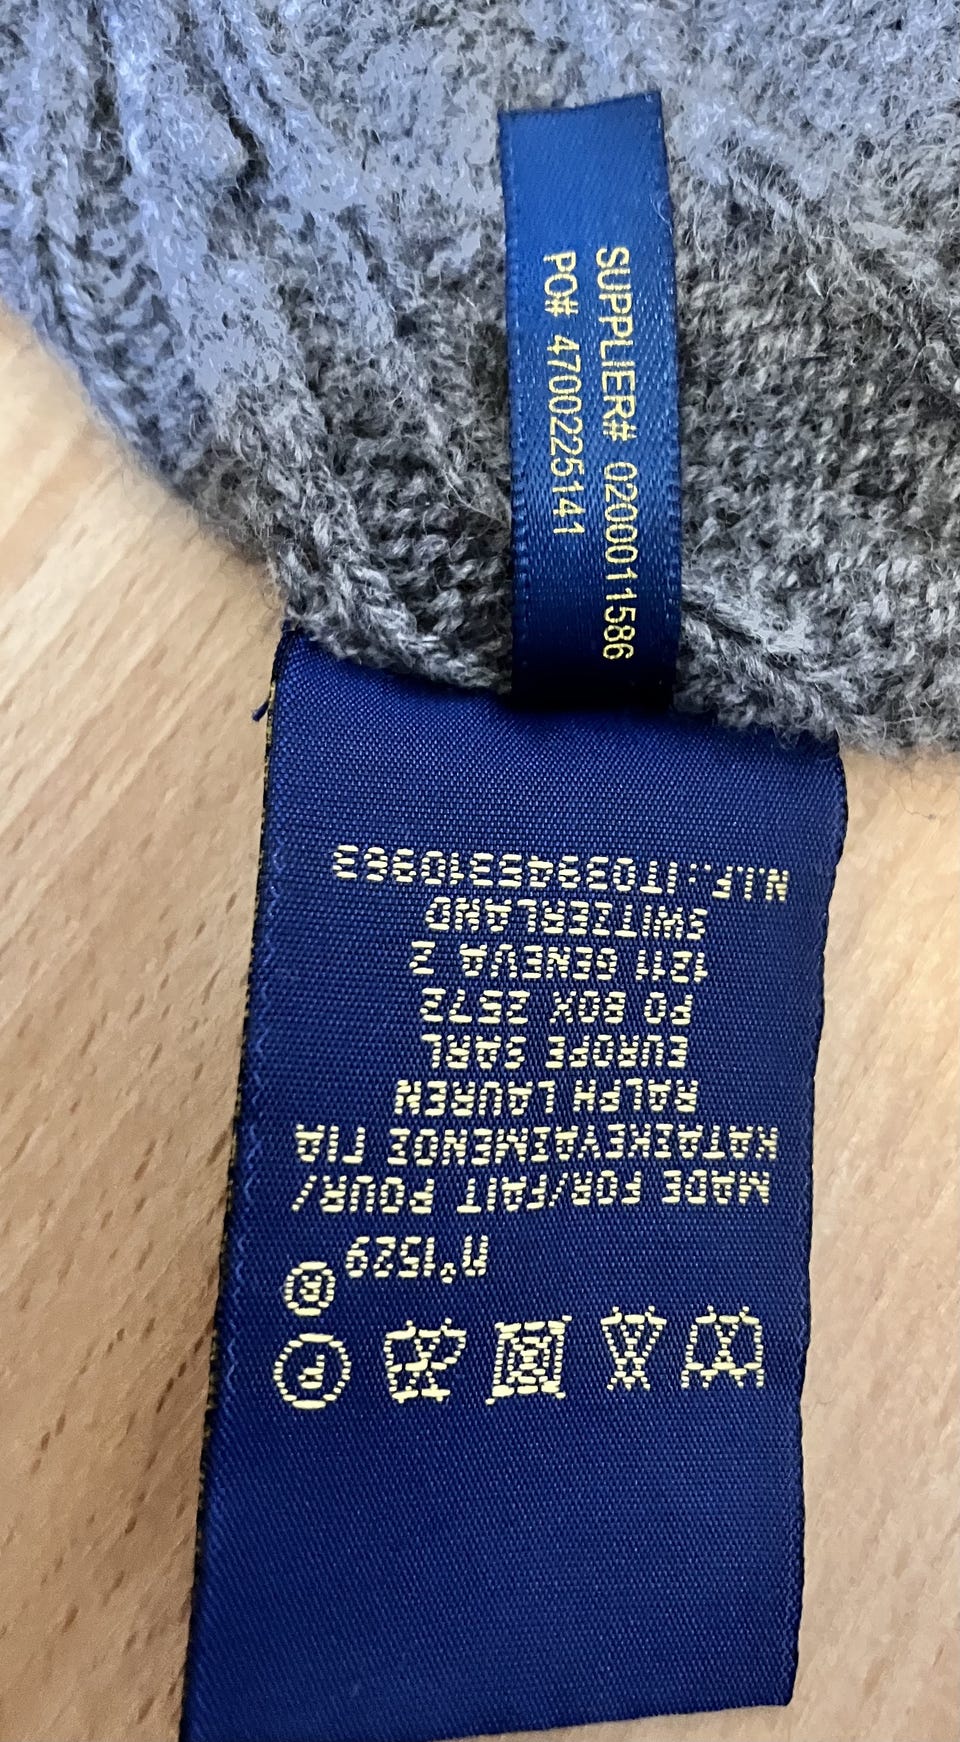 SUPPLIER# 0200011586
PO# 4700225141
P
n°1529 ®
MADE FOR/FAIT POUR/
ΚΑΤΑΣΚΕΥΑΣΜΕΝΟΣ ΓΙΑ
RALPH LAUREN
EUROPE SARL
PO BOX 2572
1211 GENEVA 2
SWITZERLAND
N.I.F.:IT03945310963